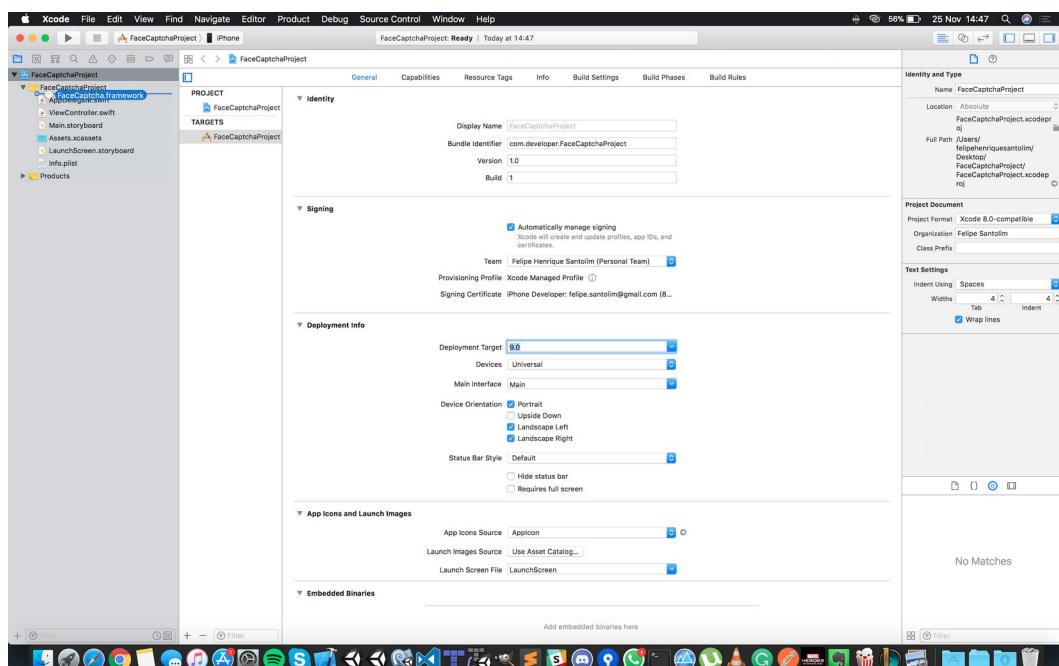 Xcode File Edit View Find Navigate Editor Product Debug Source Control Window Help 56% 25 Nov 14:47
FaceCaptchaProject iPhone FaceCaptchaProject: Ready | Today at 14:47
FaceCaptchaProject
FaceCaptchaProject
FaceCaptchaProject
FaceCaptcha.framework
AppDelegate.swift
ViewController.swift
Main.storyboard
Assets.xcassets
LaunchScreen.storyboard
Info.plist
Products
Filter
General Capabilities Resource Tags Info Build Settings Build Phases Build Rules
PROJECT
FaceCaptchaProject
TARGETS
FaceCaptchaProject
Filter
Identity
Display Name FaceCaptchaProject
Bundle Identifier com.developer.FaceCaptchaProject
Version 1.0
Build 1
Signing
Automatically manage signing
Xcode will create and update profiles, app IDs, and
certificates.
Team Felipe Henrique Santolim (Personal Team)
Provisioning Profile Xcode Managed Profile
Signing Certificate iPhone Developer: felipe.santolim@gmail.com (8...
Deployment Info
Deployment Target 9.0
Devices Universal
Main Interface Main
Device Orientation Portrait
Upside Down
Landscape Left
Landscape Right
Status Bar Style Default
Hide status bar
Requires full screen
App Icons and Launch Images
App Icons Source AppIcon
Launch Images Source Use Asset Catalog...
Launch Screen File LaunchScreen
Embedded Binaries
Add embedded binaries here
Identity and Type
Name FaceCaptchaProject
Location Absolute
FaceCaptchaProject.xcodepr
oj
Full Path /Users/
felipehenriquesantolim/
Desktop/
FaceCaptchaProject/
FaceCaptchaProject.xcodep
roj
Project Document
Project Format Xcode 8.0-compatible
Organization Felipe Santolim
Class Prefix
Text Settings
Indent Using Spaces
Widths 4 4
Tab Indent
Wrap lines
No Matches
Filter